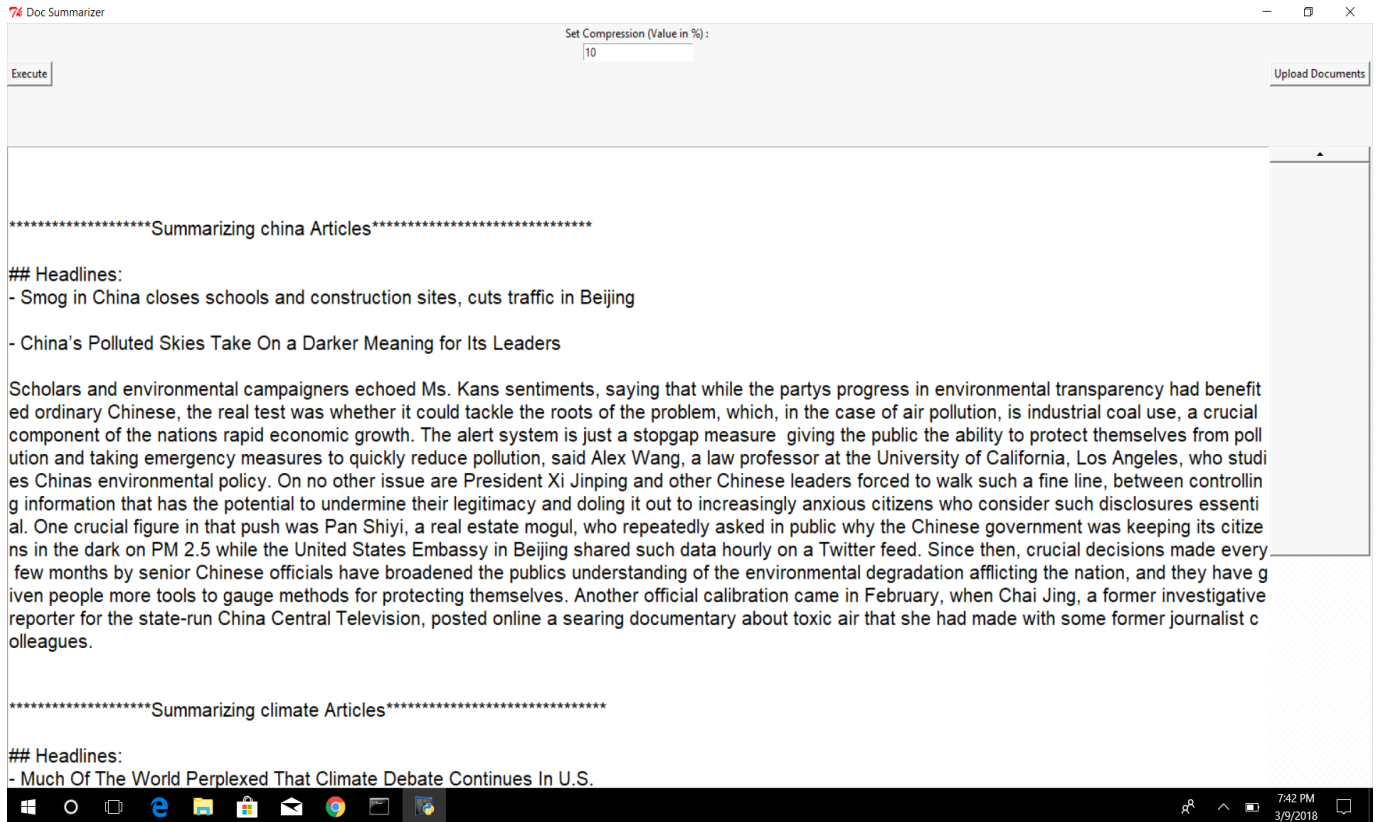 Doc Summarizer
Set Compression (Value in %) :
10
Execute
Upload Documents
********************Summarizing china Articles*******************************
## Headlines:
- Smog in China closes schools and construction sites, cuts traffic in Beijing
- China’s Polluted Skies Take On a Darker Meaning for Its Leaders
Scholars and environmental campaigners echoed Ms. Kans sentiments, saying that while the partys progress in environmental transparency had benefit
ed ordinary Chinese, the real test was whether it could tackle the roots of the problem, which, in the case of air pollution, is industrial coal use, a crucial
component of the nations rapid economic growth. The alert system is just a stopgap measure  giving the public the ability to protect themselves from poll
ution and taking emergency measures to quickly reduce pollution, said Alex Wang, a law professor at the University of California, Los Angeles, who studi
es Chinas environmental policy. On no other issue are President Xi Jinping and other Chinese leaders forced to walk such a fine line, between controllin
g information that has the potential to undermine their legitimacy and doling it out to increasingly anxious citizens who consider such disclosures essenti
al. One crucial figure in that push was Pan Shiyi, a real estate mogul, who repeatedly asked in public why the Chinese government was keeping its citize
ns in the dark on PM 2.5 while the United States Embassy in Beijing shared such data hourly on a Twitter feed. Since then, crucial decisions made every
few months by senior Chinese officials have broadened the publics understanding of the environmental degradation afflicting the nation, and they have g
iven people more tools to gauge methods for protecting themselves. Another official calibration came in February, when Chai Jing, a former investigative
reporter for the state-run China Central Television, posted online a searing documentary about toxic air that she had made with some former journalist c
olleagues.
********************Summarizing climate Articles*******************************
## Headlines:
- Much Of The World Perplexed That Climate Debate Continues In U.S.
7:42 PM
3/9/2018